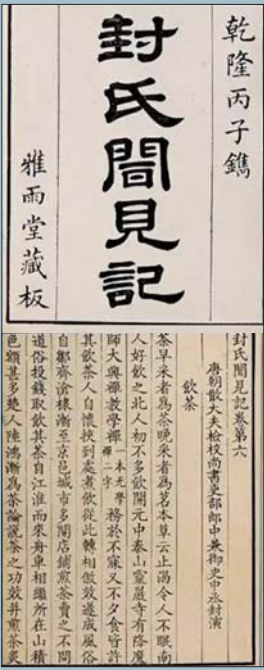 乾隆丙子鐫
封氏聞見記
雅雨堂藏板
封氏聞見記卷第六
唐朝散大夫檢校尚書吏部郎中兼御史中丞封演
飲茶
茶早采者爲茶晚采者爲茗本草云止渴令人不眠南
人好飲之北人初不多飲開元中泰山靈巖寺有降魔
師大興禪教學禪一本无學禪二字務於不寐又不夕食皆許
其飲茶人自懷挾到處煮飲從此轉相倣效遂成風俗
自鄒齊滄棣漸至京邑城市多開店鋪煎茶賣之不問
道俗投錢取飲其茶自江淮而來舟車相繼所在山積
色額甚多楚人陸鴻漸爲茶論說茶之功效并煎茶炙